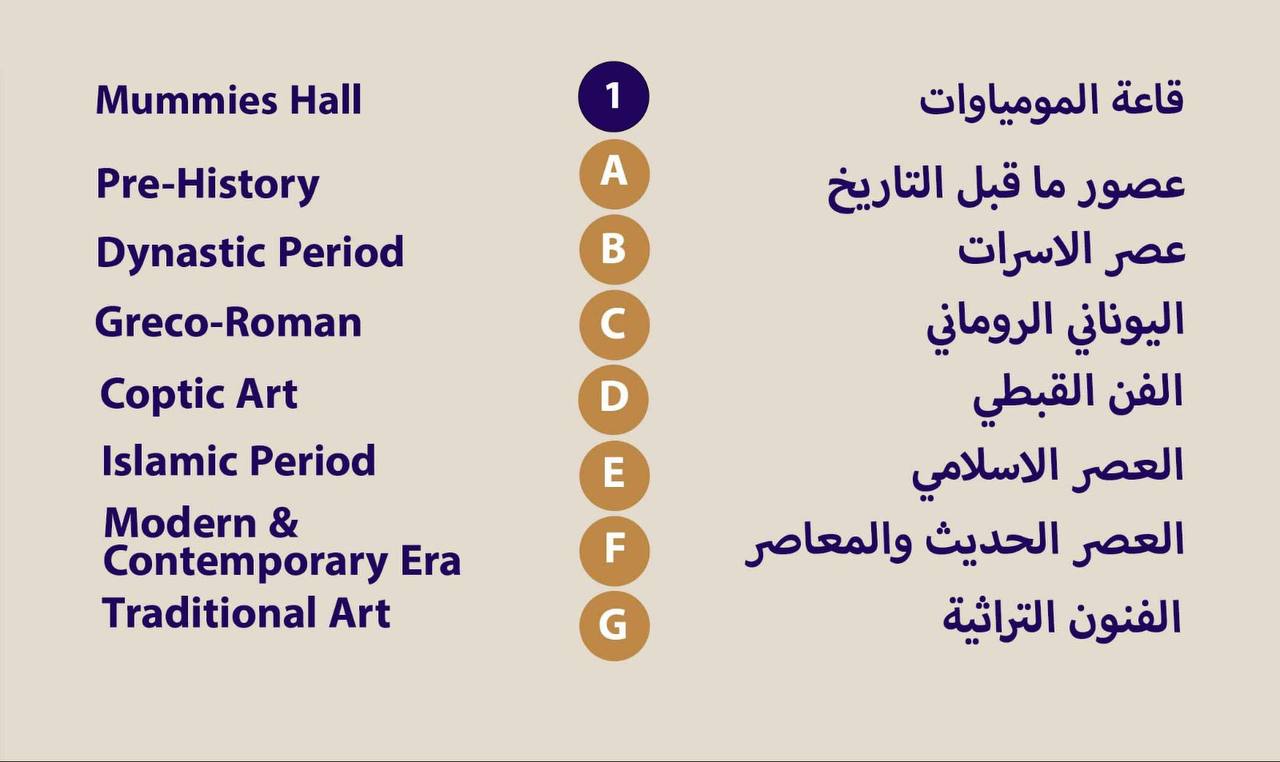 Mummies Hall 1 قاعة المومياوات
Pre-History A عصور ما قبل التاريخ
Dynastic Period B عصر الاسرات
Greco-Roman C اليوناني الروماني
Coptic Art D الفن القبطي
Islamic Period E العصر الاسلامي
Modern &
Contemporary Era F العصر الحديث والمعاصر
Traditional Art G الفنون التراثية